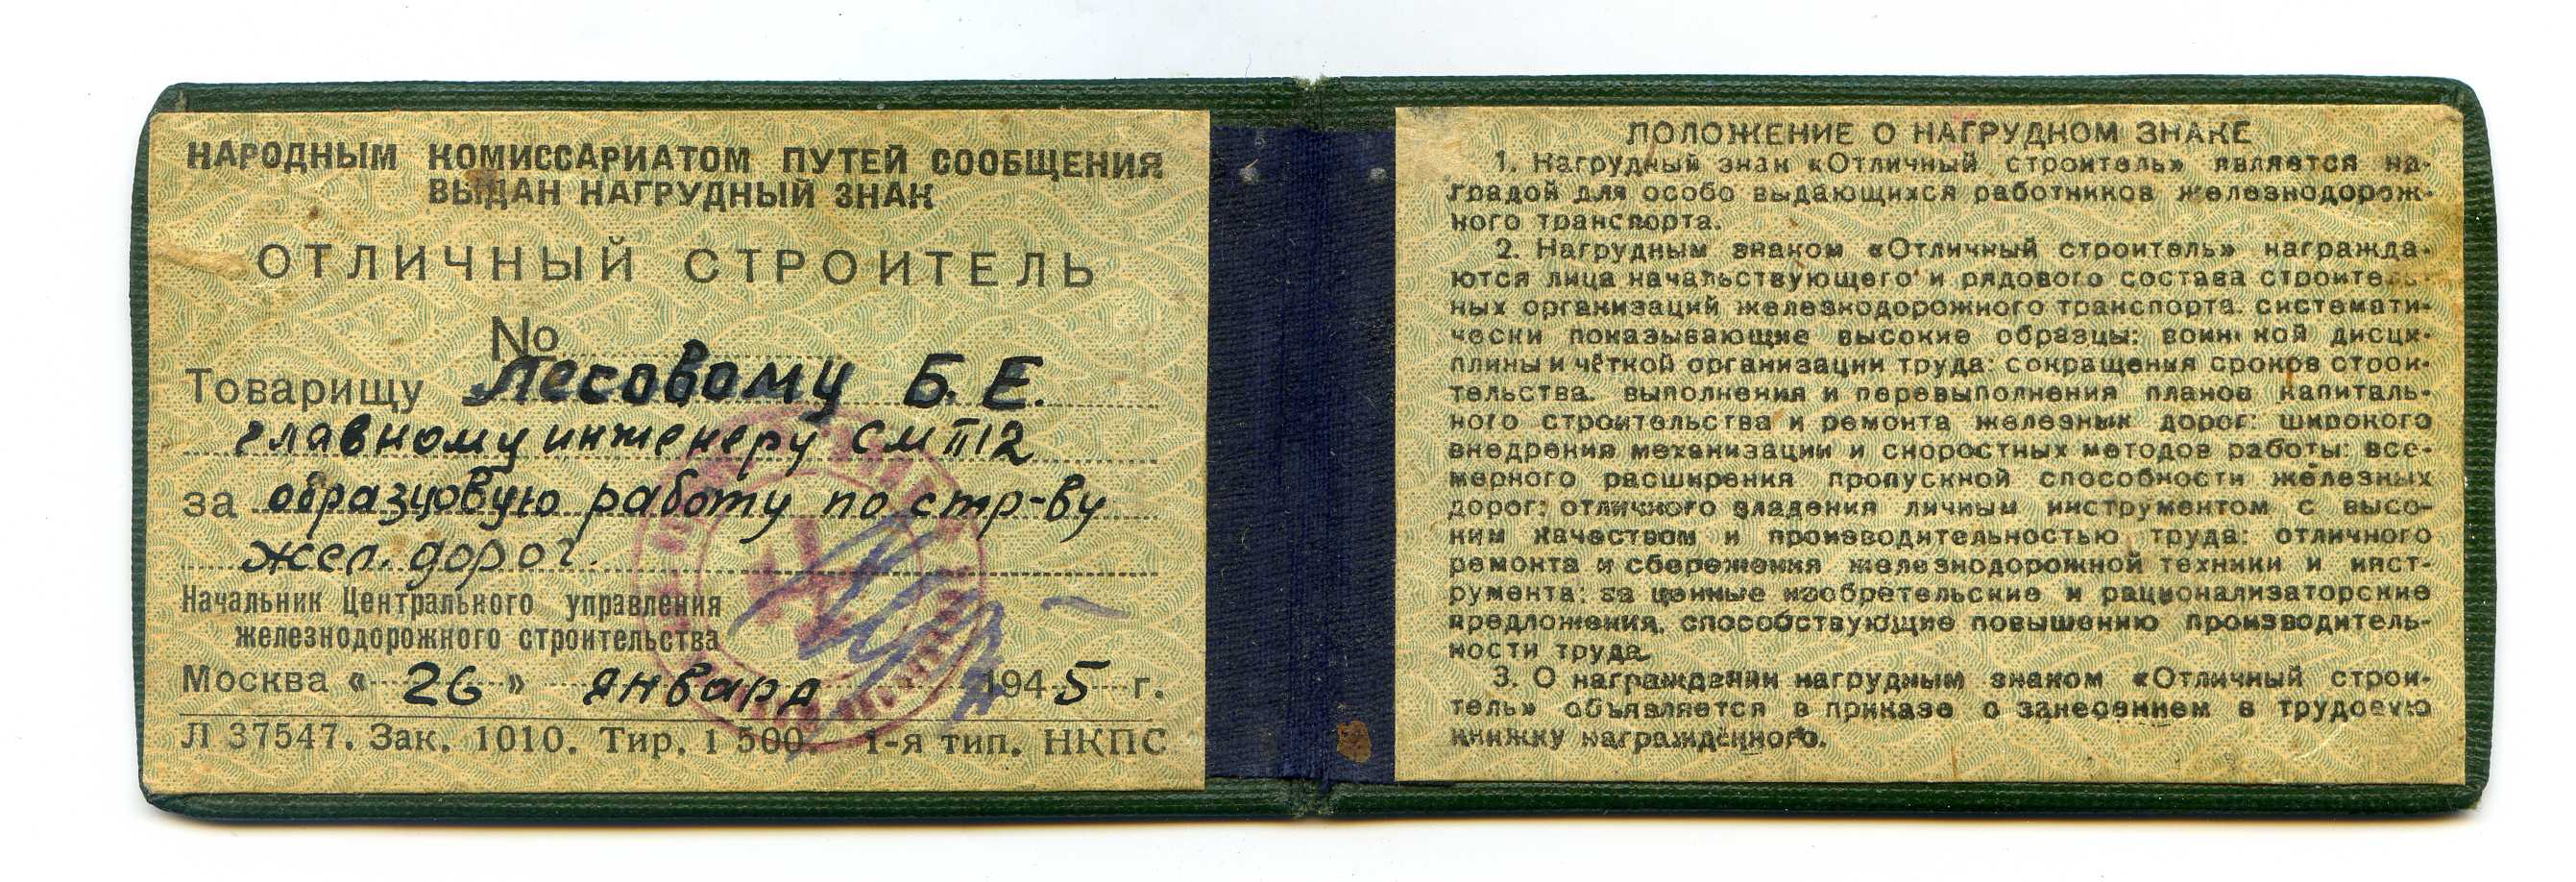 НАРОДНЫМ КОМИССАРИАТОМ ПУТЕЙ СООБЩЕНИЯ
ВЫДАН НАГРУДНЫЙ ЗНАК
ОТЛИЧНЫЙ СТРОИТЕЛЬ
№
Товарищу Лесовому Б.Е.
главному инженеру СМП12
за образцовую работу по стр-ву
жел. дорог.
Начальник Центрального управления
железнодорожного строительства
Москва « 26 » января 1945 г.
Л 37547. Зак. 1010. Тир. 1 500. 1-я тип. НКПС
ПОЛОЖЕНИЕ О НАГРУДНОМ ЗНАКЕ
1. Нагрудный знак «Отличный строитель» является на-
градой для особо выдающихся работников железнодорож-
ного транспорта.
2. Нагрудным знаком «Отличный строитель» награжда-
ются лица начальствующего и рядового состава строитель-
ных организаций железнодорожного транспорта. системати-
чески показывающие высокие образцы: воинской дисци-
плины и чёткой организации труда: сокращения сроков строи-
тельства. выполнения и перевыполнения планов капиталь-
ного строительства и ремонта железных дорог: широкого
внедрения механизации и скоростных методов работы: все-
мерного расширения пропускной способности железных
дорог: отличного владения личным инструментом с высо-
ким качеством и производительностью труда: отличного
ремонта и сбережения железнодорожной техники и инст-
румента: за ценные изобретельские и рационализаторские
предложения, способствующие повышению производитель-
ности труда.
3. О награждении нагрудным знаком «Отличный строи-
тель» объявляется в приказе с занесением в трудовую
книжку награждённого.